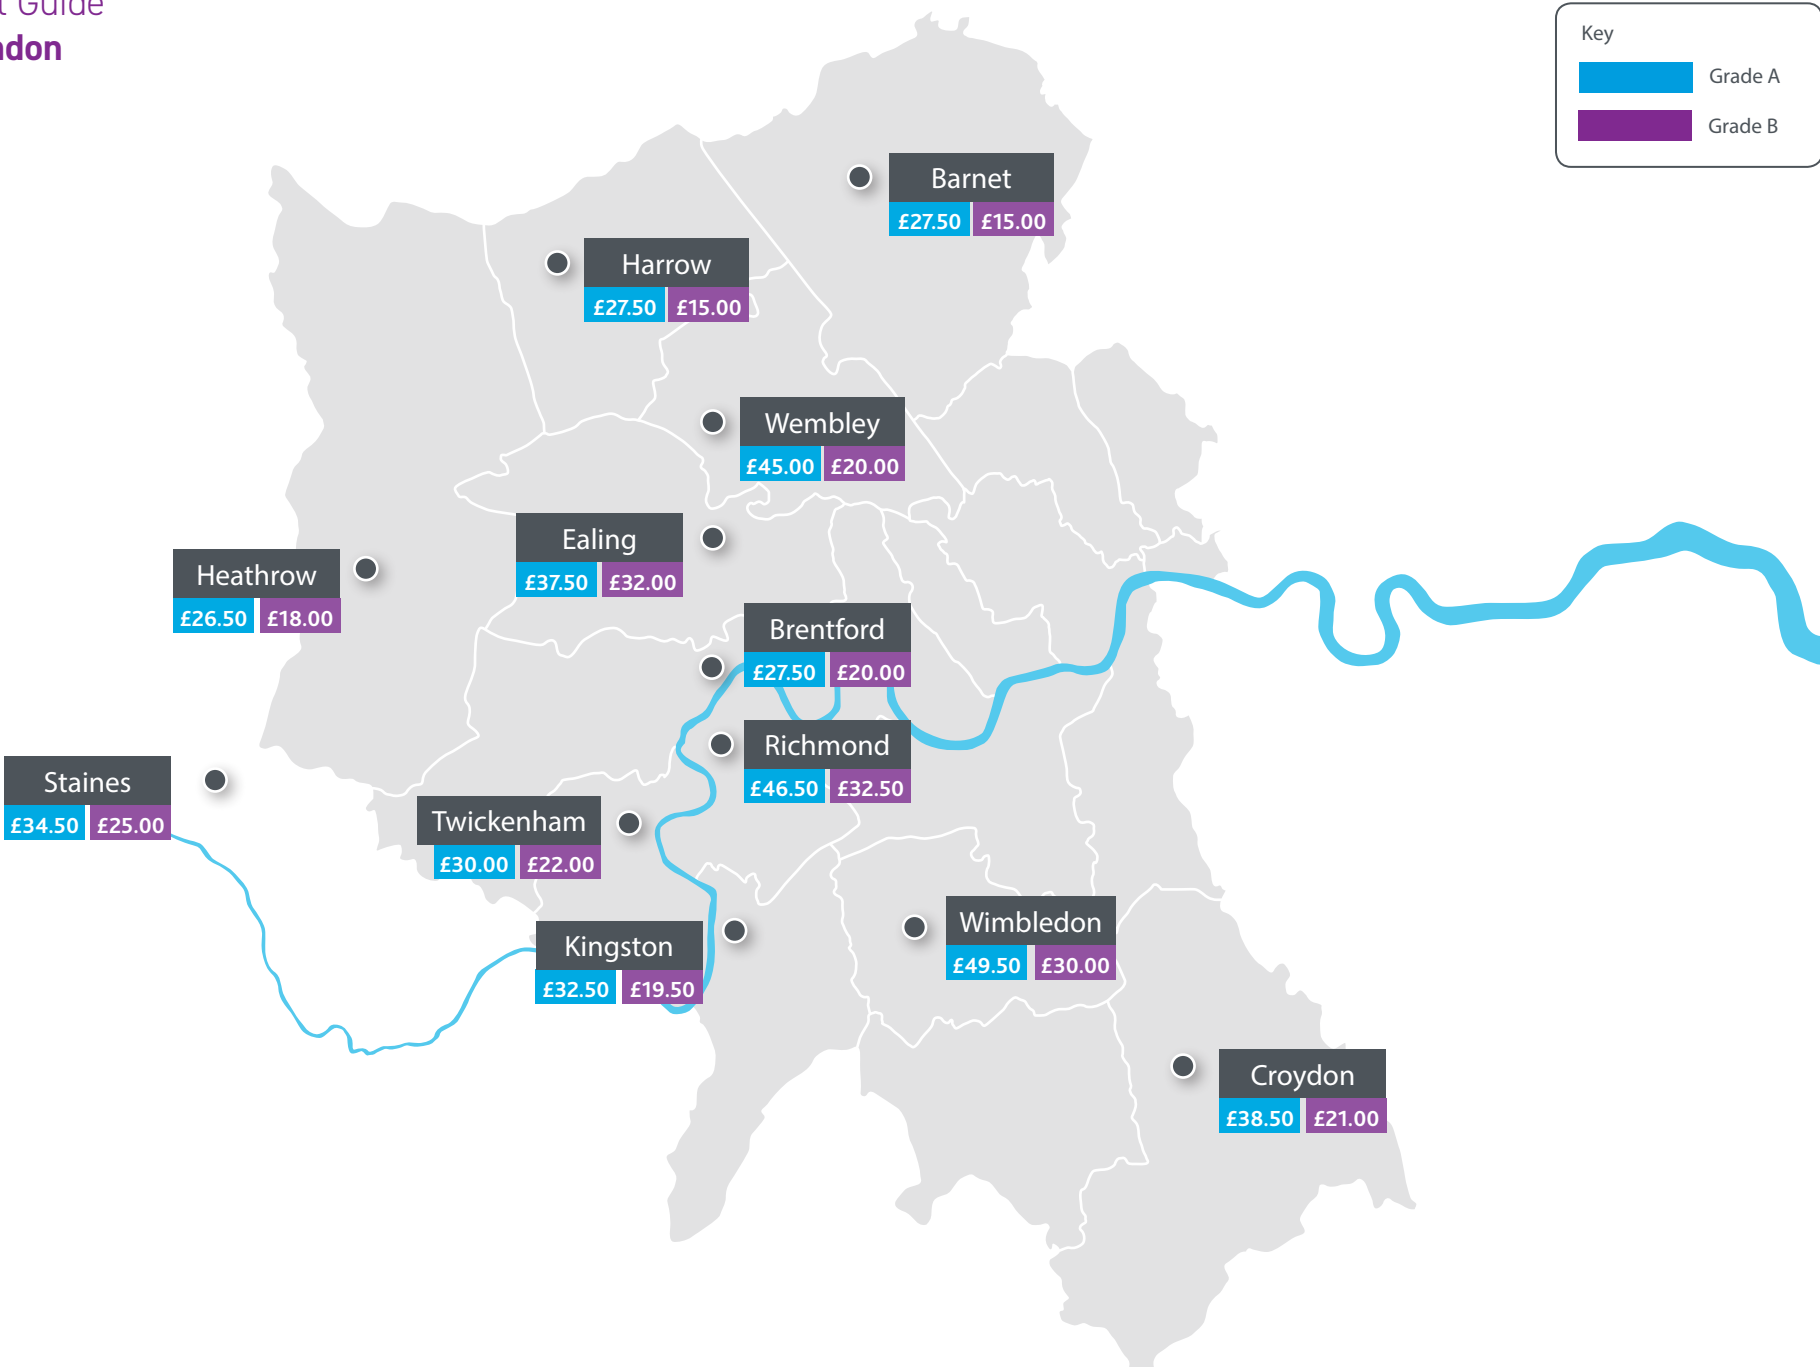 Guide
Key
Grade A
Grade B
Barnet
£27.50 £15.00
Harrow
£27.50 £15.00
Wembley
£45.00 £20.00
Ealing
£37.50 £32.00
Heathrow
£26.50 £18.00
Brentford
£27.50 £20.00
Richmond
£46.50 £32.50
Staines
£34.50 £25.00
Twickenham
£30.00 £22.00
Wimbledon
£49.50 £30.00
Kingston
£32.50 £19.50
Croydon
£38.50 £21.00